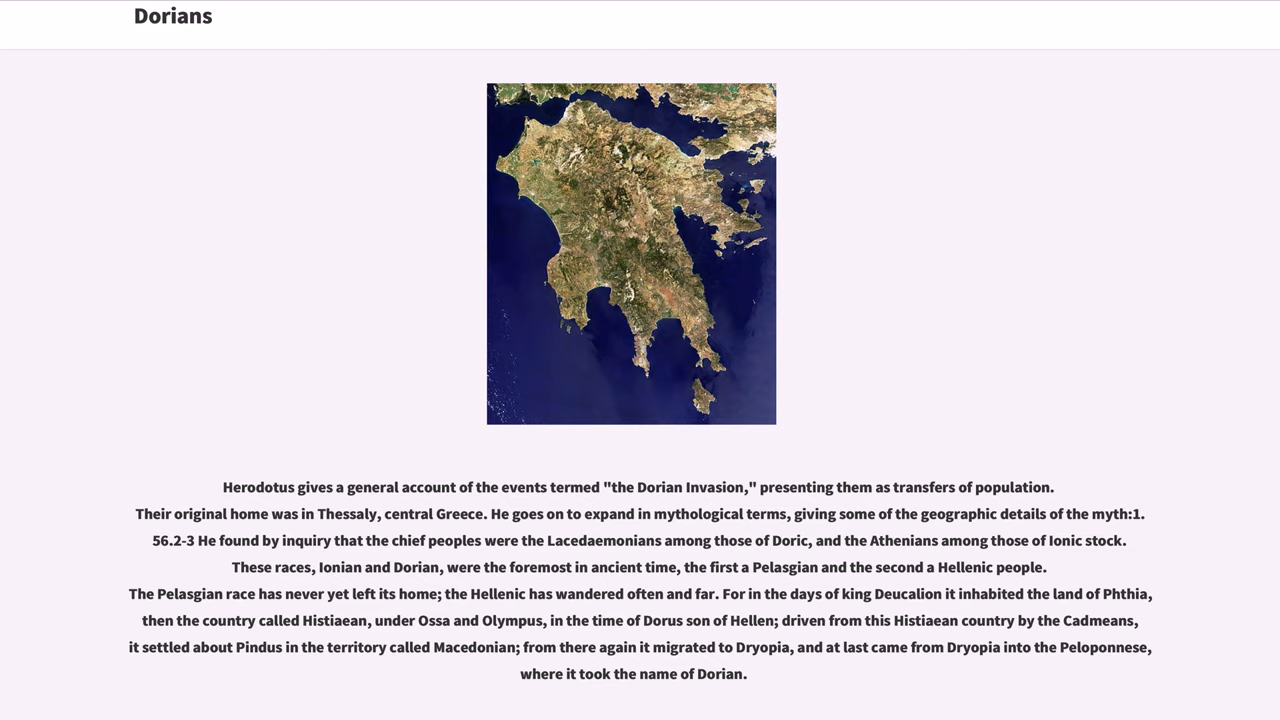 Dorians
Herodotus gives a general account of the events termed "the Dorian Invasion," presenting them as transfers of population.
Their original home was in Thessaly, central Greece. He goes on to expand in mythological terms, giving some of the geographic details of the myth:1.
56.2-3 He found by inquiry that the chief peoples were the Lacedaemonians among those of Doric, and the Athenians among those of Ionic stock.
These races, Ionian and Dorian, were the foremost in ancient time, the first a Pelasgian and the second a Hellenic people.
The Pelasgian race has never yet left its home; the Hellenic has wandered often and far. For in the days of king Deucalion it inhabited the land of Phthia,
then the country called Histiaean, under Ossa and Olympus, in the time of Dorus son of Hellen; driven from this Histiaean country by the Cadmeans,
it settled about Pindus in the territory called Macedonian; from there again it migrated to Dryopia, and at last came from Dryopia into the Peloponnese,
where it took the name of Dorian.